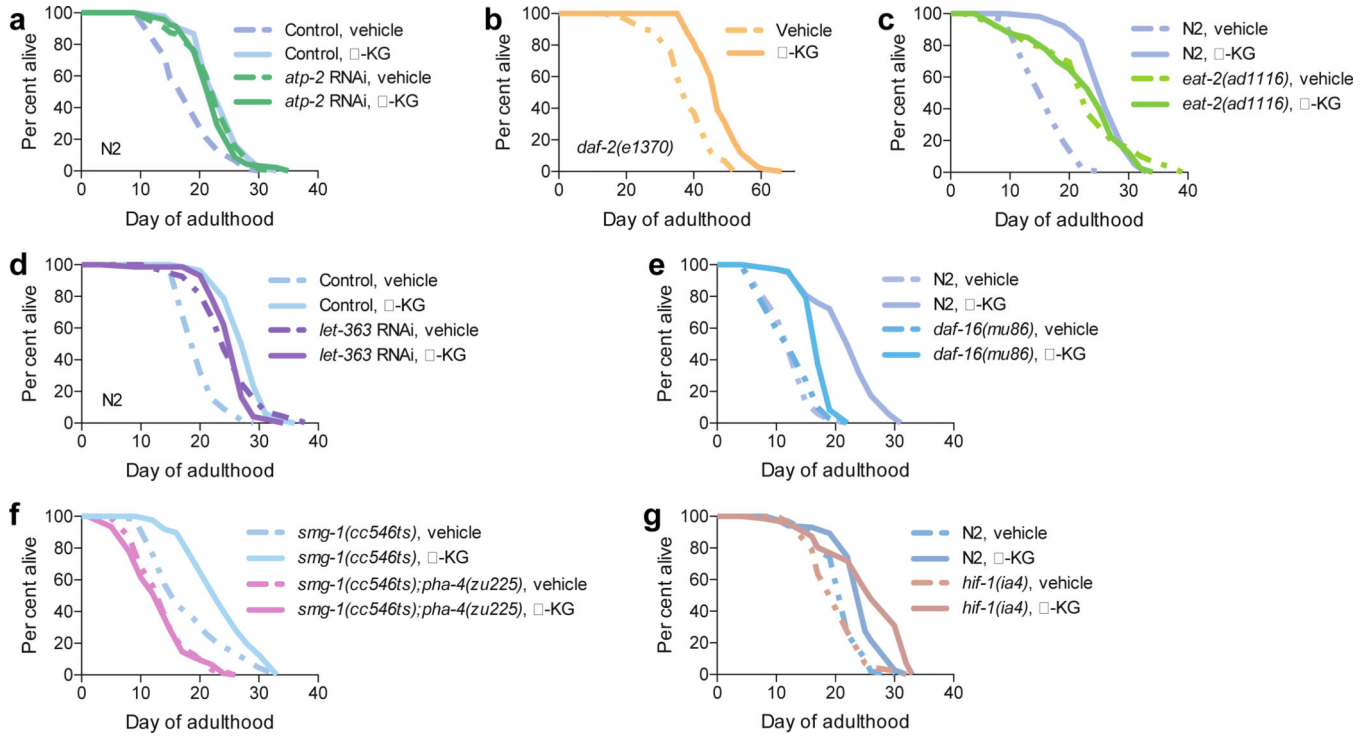 a
Per cent alive
100
80
60
40
20
0
0 10 20 30 40
Day of adulthood
N2
Control, vehicle
Control, □-KG
atp-2 RNAi, vehicle
atp-2 RNAi, □-KG
b
Per cent alive
100
80
60
40
20
0
0 20 40 60
Day of adulthood
daf-2(e1370)
Vehicle
□-KG
c
Per cent alive
100
80
60
40
20
0
0 10 20 30 40
Day of adulthood
N2, vehicle
N2, □-KG
eat-2(ad1116), vehicle
eat-2(ad1116), □-KG
d
Per cent alive
100
80
60
40
20
0
0 10 20 30 40
Day of adulthood
N2
Control, vehicle
Control, □-KG
let-363 RNAi, vehicle
let-363 RNAi, □-KG
e
Per cent alive
100
80
60
40
20
0
0 10 20 30 40
Day of adulthood
N2, vehicle
N2, □-KG
daf-16(mu86), vehicle
daf-16(mu86), □-KG
f
Per cent alive
100
80
60
40
20
0
0 10 20 30 40
Day of adulthood
smg-1(cc546ts), vehicle
smg-1(cc546ts), □-KG
smg-1(cc546ts);pha-4(zu225), vehicle
smg-1(cc546ts);pha-4(zu225), □-KG
g
Per cent alive
100
80
60
40
20
0
0 10 20 30 40
Day of adulthood
N2, vehicle
N2, □-KG
hif-1(ia4), vehicle
hif-1(ia4), □-KG